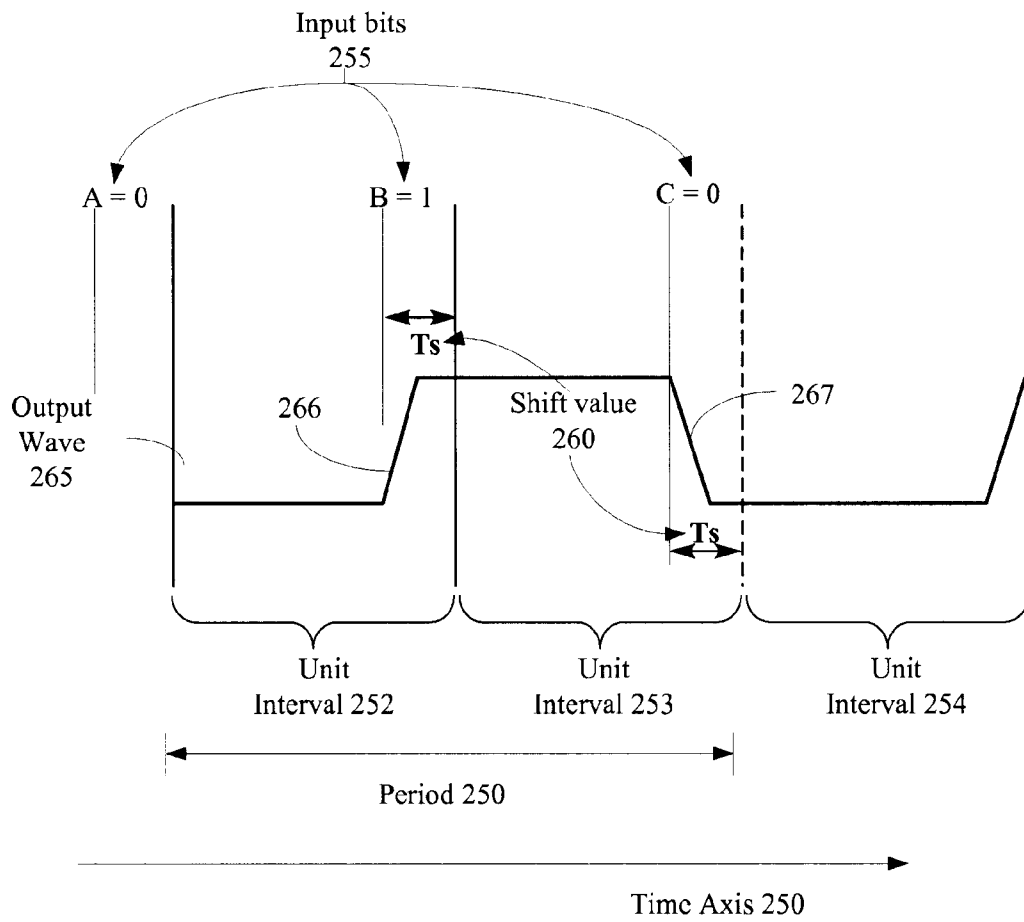 Input bits
255
A = 0
B = 1
C = 0
Ts
Output
Wave
265
266
Shift value
260
267
Ts
Unit
Interval 252
Unit
Interval 253
Unit
Interval 254
Period 250
Time Axis 250